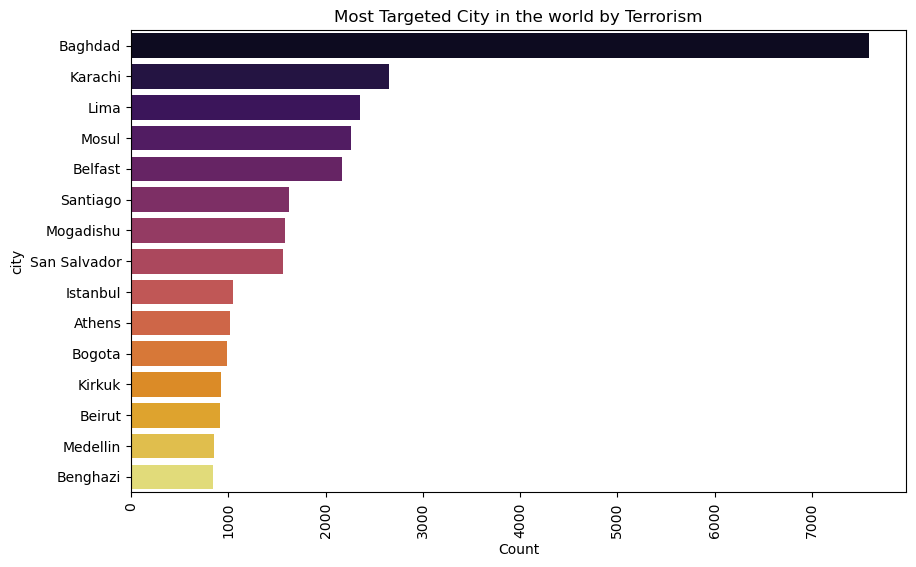 Most Targeted City in the world by Terrorism
city
Baghdad
Karachi
Lima
Mosul
Belfast
Santiago
Mogadishu
San Salvador
Istanbul
Athens
Bogota
Kirkuk
Beirut
Medellin
Benghazi
0
1000
2000
3000
4000
5000
6000
7000
Count